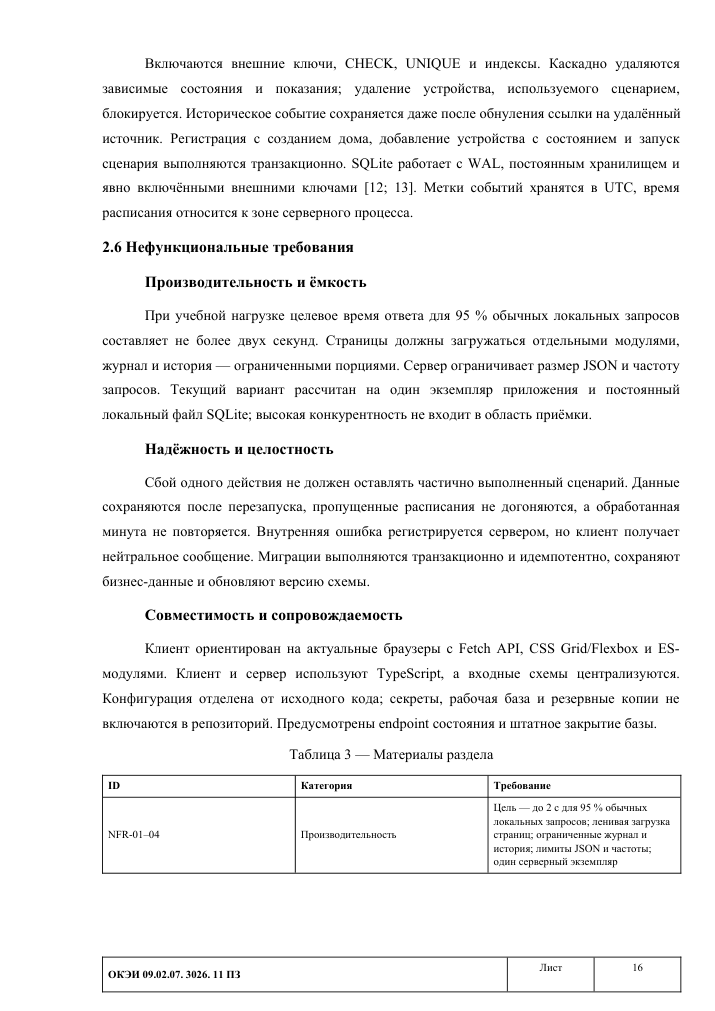 Включаются внешние ключи, CHECK, UNIQUE и индексы. Каскадно удаляются
зависимые состояния и показания; удаление устройства, используемого сценарием,
блокируется. Историческое событие сохраняется даже после обнуления ссылки на удалённый
источник. Регистрация с созданием дома, добавление устройства с состоянием и запуск
сценария выполняются транзакционно. SQLite работает с WAL, постоянным хранилищем и
явно включёнными внешними ключами [12; 13]. Метки событий хранятся в UTC, время
расписания относится к зоне серверного процесса.
2.6 Нефункциональные требования
Производительность и ёмкость
При учебной нагрузке целевое время ответа для 95 % обычных локальных запросов
составляет не более двух секунд. Страницы должны загружаться отдельными модулями,
журнал и история — ограниченными порциями. Сервер ограничивает размер JSON и частоту
запросов. Текущий вариант рассчитан на один экземпляр приложения и постоянный
локальный файл SQLite; высокая конкурентность не входит в область приёмки.
Надёжность и целостность
Сбой одного действия не должен оставлять частично выполненный сценарий. Данные
сохраняются после перезапуска, пропущенные расписания не догоняются, а обработанная
минута не повторяется. Внутренняя ошибка регистрируется сервером, но клиент получает
нейтральное сообщение. Миграции выполняются транзакционно и идемпотентно, сохраняют
бизнес-данные и обновляют версию схемы.
Совместимость и сопровождаемость
Клиент ориентирован на актуальные браузеры с Fetch API, CSS Grid/Flexbox и ES-
модулями. Клиент и сервер используют TypeScript, а входные схемы централизуются.
Конфигурация отделена от исходного кода; секреты, рабочая база и резервные копии не
включаются в репозиторий. Предусмотрены endpoint состояния и штатное закрытие базы.
Таблица 3 — Материалы раздела
ID Категория Требование
NFR-01–04 Производительность
Цель — до 2 с для 95 % обычных
локальных запросов; ленивая загрузка
страниц; ограниченные журнал и
история; лимиты JSON и частоты;
один серверный экземпляр
ОКЭИ 09.02.07. 3026. 11 ПЗ Лист 16